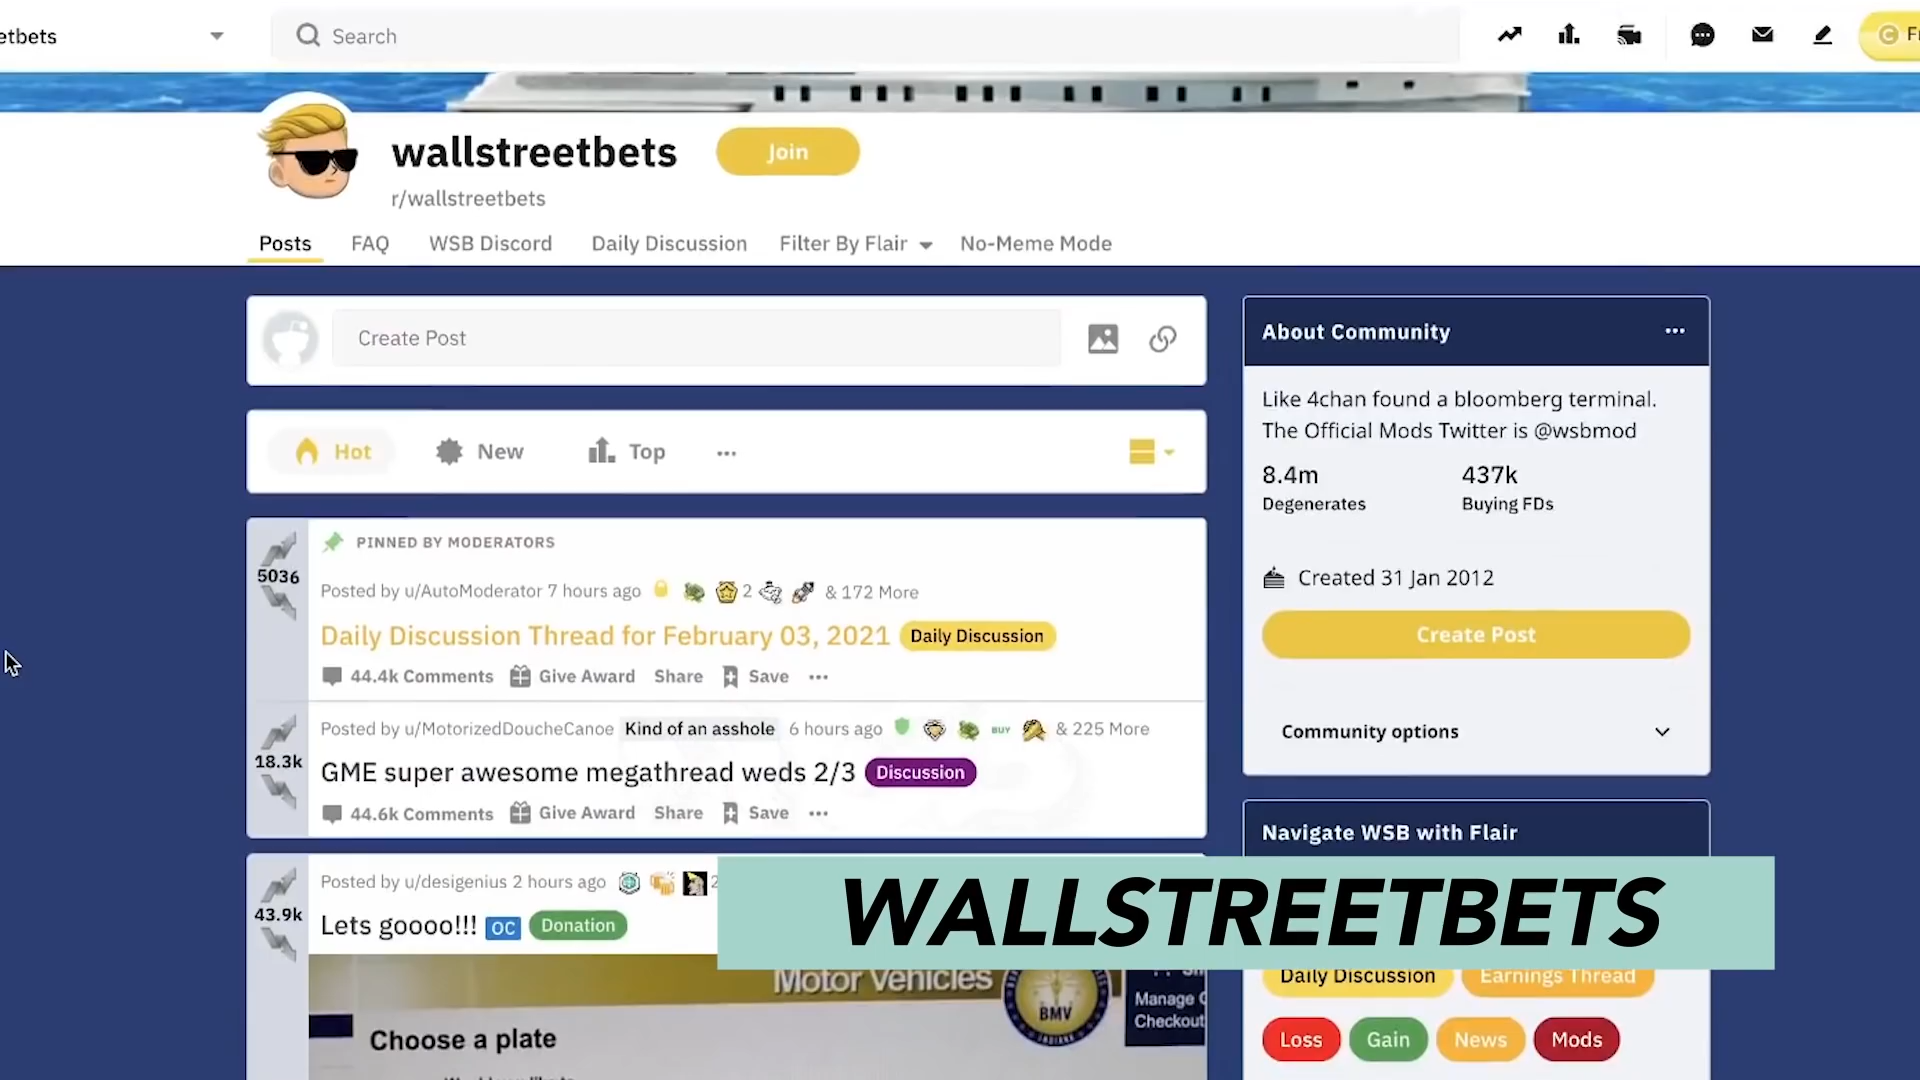 etbets
Search
wallstreetbets
Join
r/wallstreetbets
Posts FAQ WSB Discord Daily Discussion Filter By Flair No-Meme Mode
Create Post
Hot New Top ...
PINNED BY MODERATORS
5036
Posted by u/AutoModerator 7 hours ago 2 & 172 More
Daily Discussion Thread for February 03, 2021 Daily Discussion
44.4k Comments Give Award Share Save ...
Posted by u/MotorizedDoucheCanoe Kind of an asshole 6 hours ago BUY & 225 More
18.3k
GME super awesome megathread weds 2/3 Discussion
44.6k Comments Give Award Share Save ...
Posted by u/desigenius 2 hours ago 2
43.9k
Lets goooo!!! OC Donation
Motor Vehicles
BMV
INDIANA
Manage
Checkout
Choose a plate
About Community ...
Like 4chan found a bloomberg terminal.
The Official Mods Twitter is @wsbmod
8.4m 437k
Degenerates Buying FDs
Created 31 Jan 2012
Create Post
Community options
Navigate WSB with Flair
WALLSTREETBETS
Daily Discussion Earnings Thread
Loss Gain News Mods